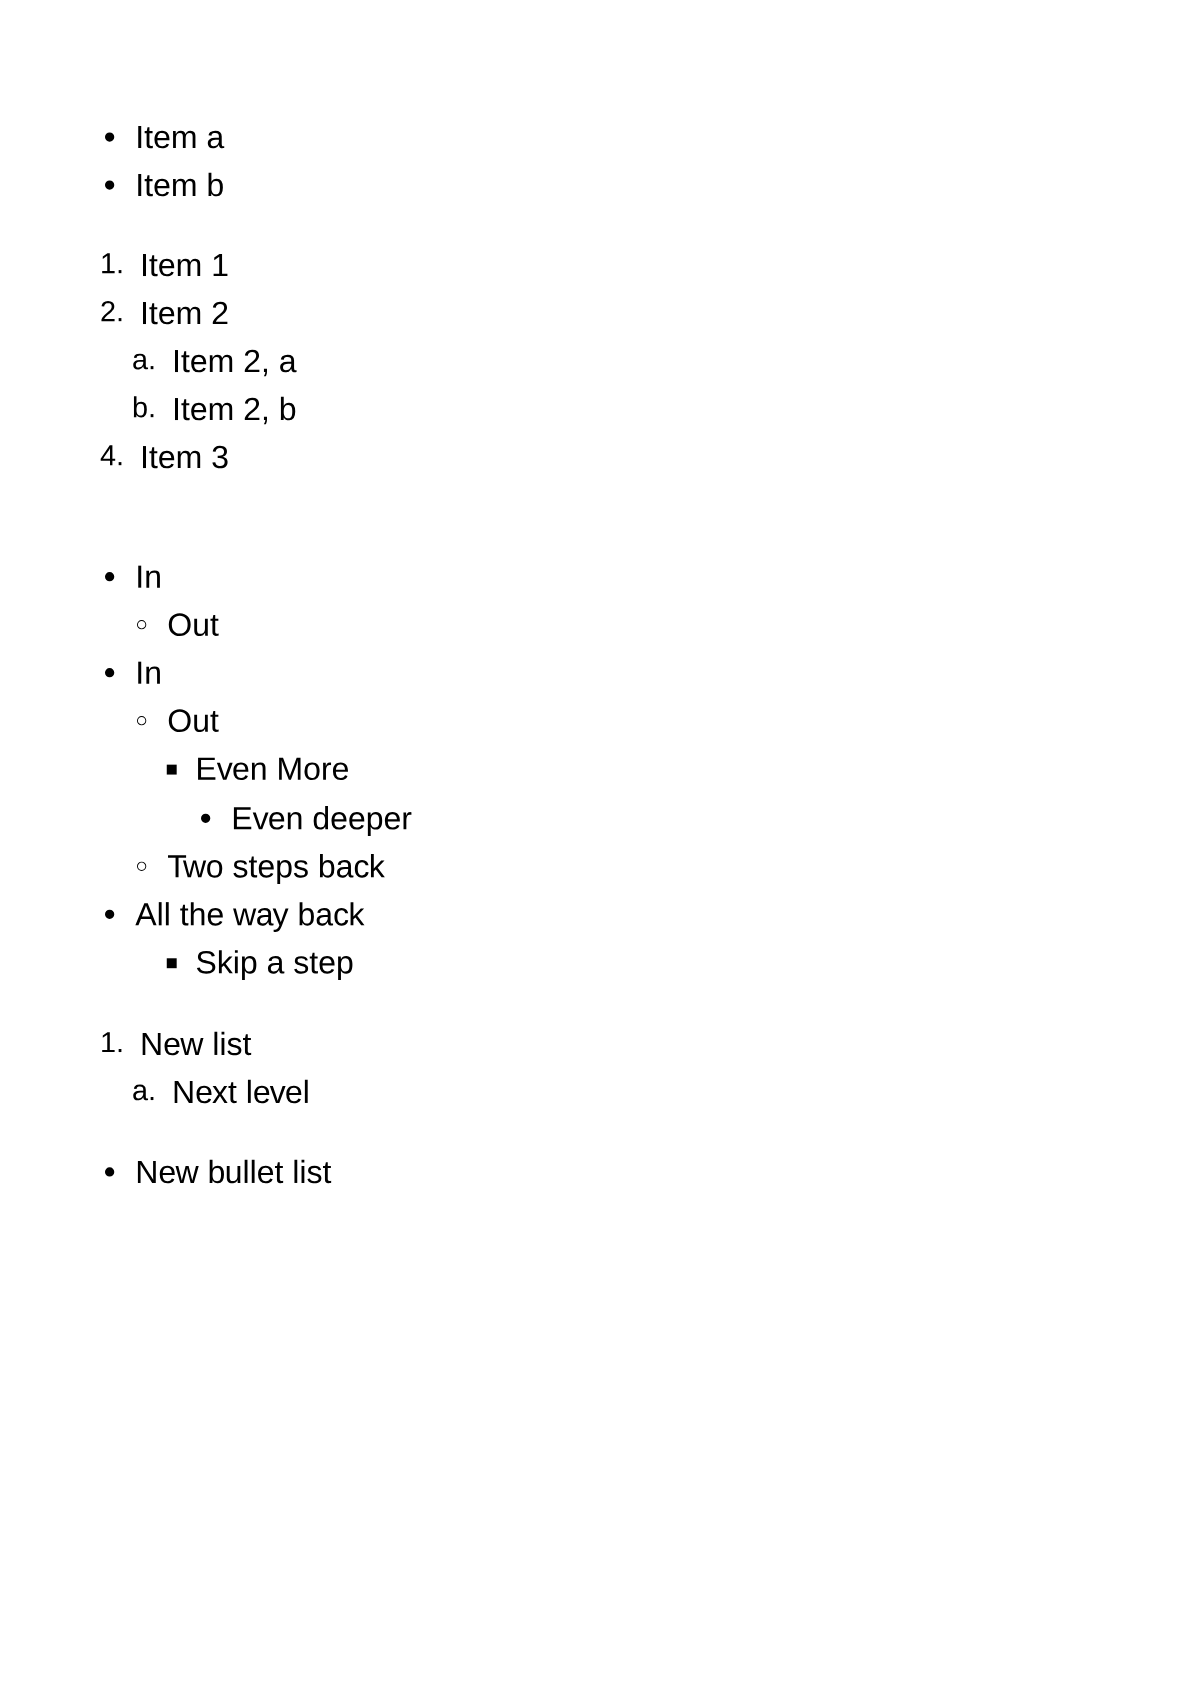 • Item a
• Item b
1. Item 1
2. Item 2
a. Item 2, a
b. Item 2, b
4. Item 3
• In
◦ Out
• In
◦ Out
▪ Even More
• Even deeper
◦ Two steps back
• All the way back
▪ Skip a step
1. New list
a. Next level
• New bullet list